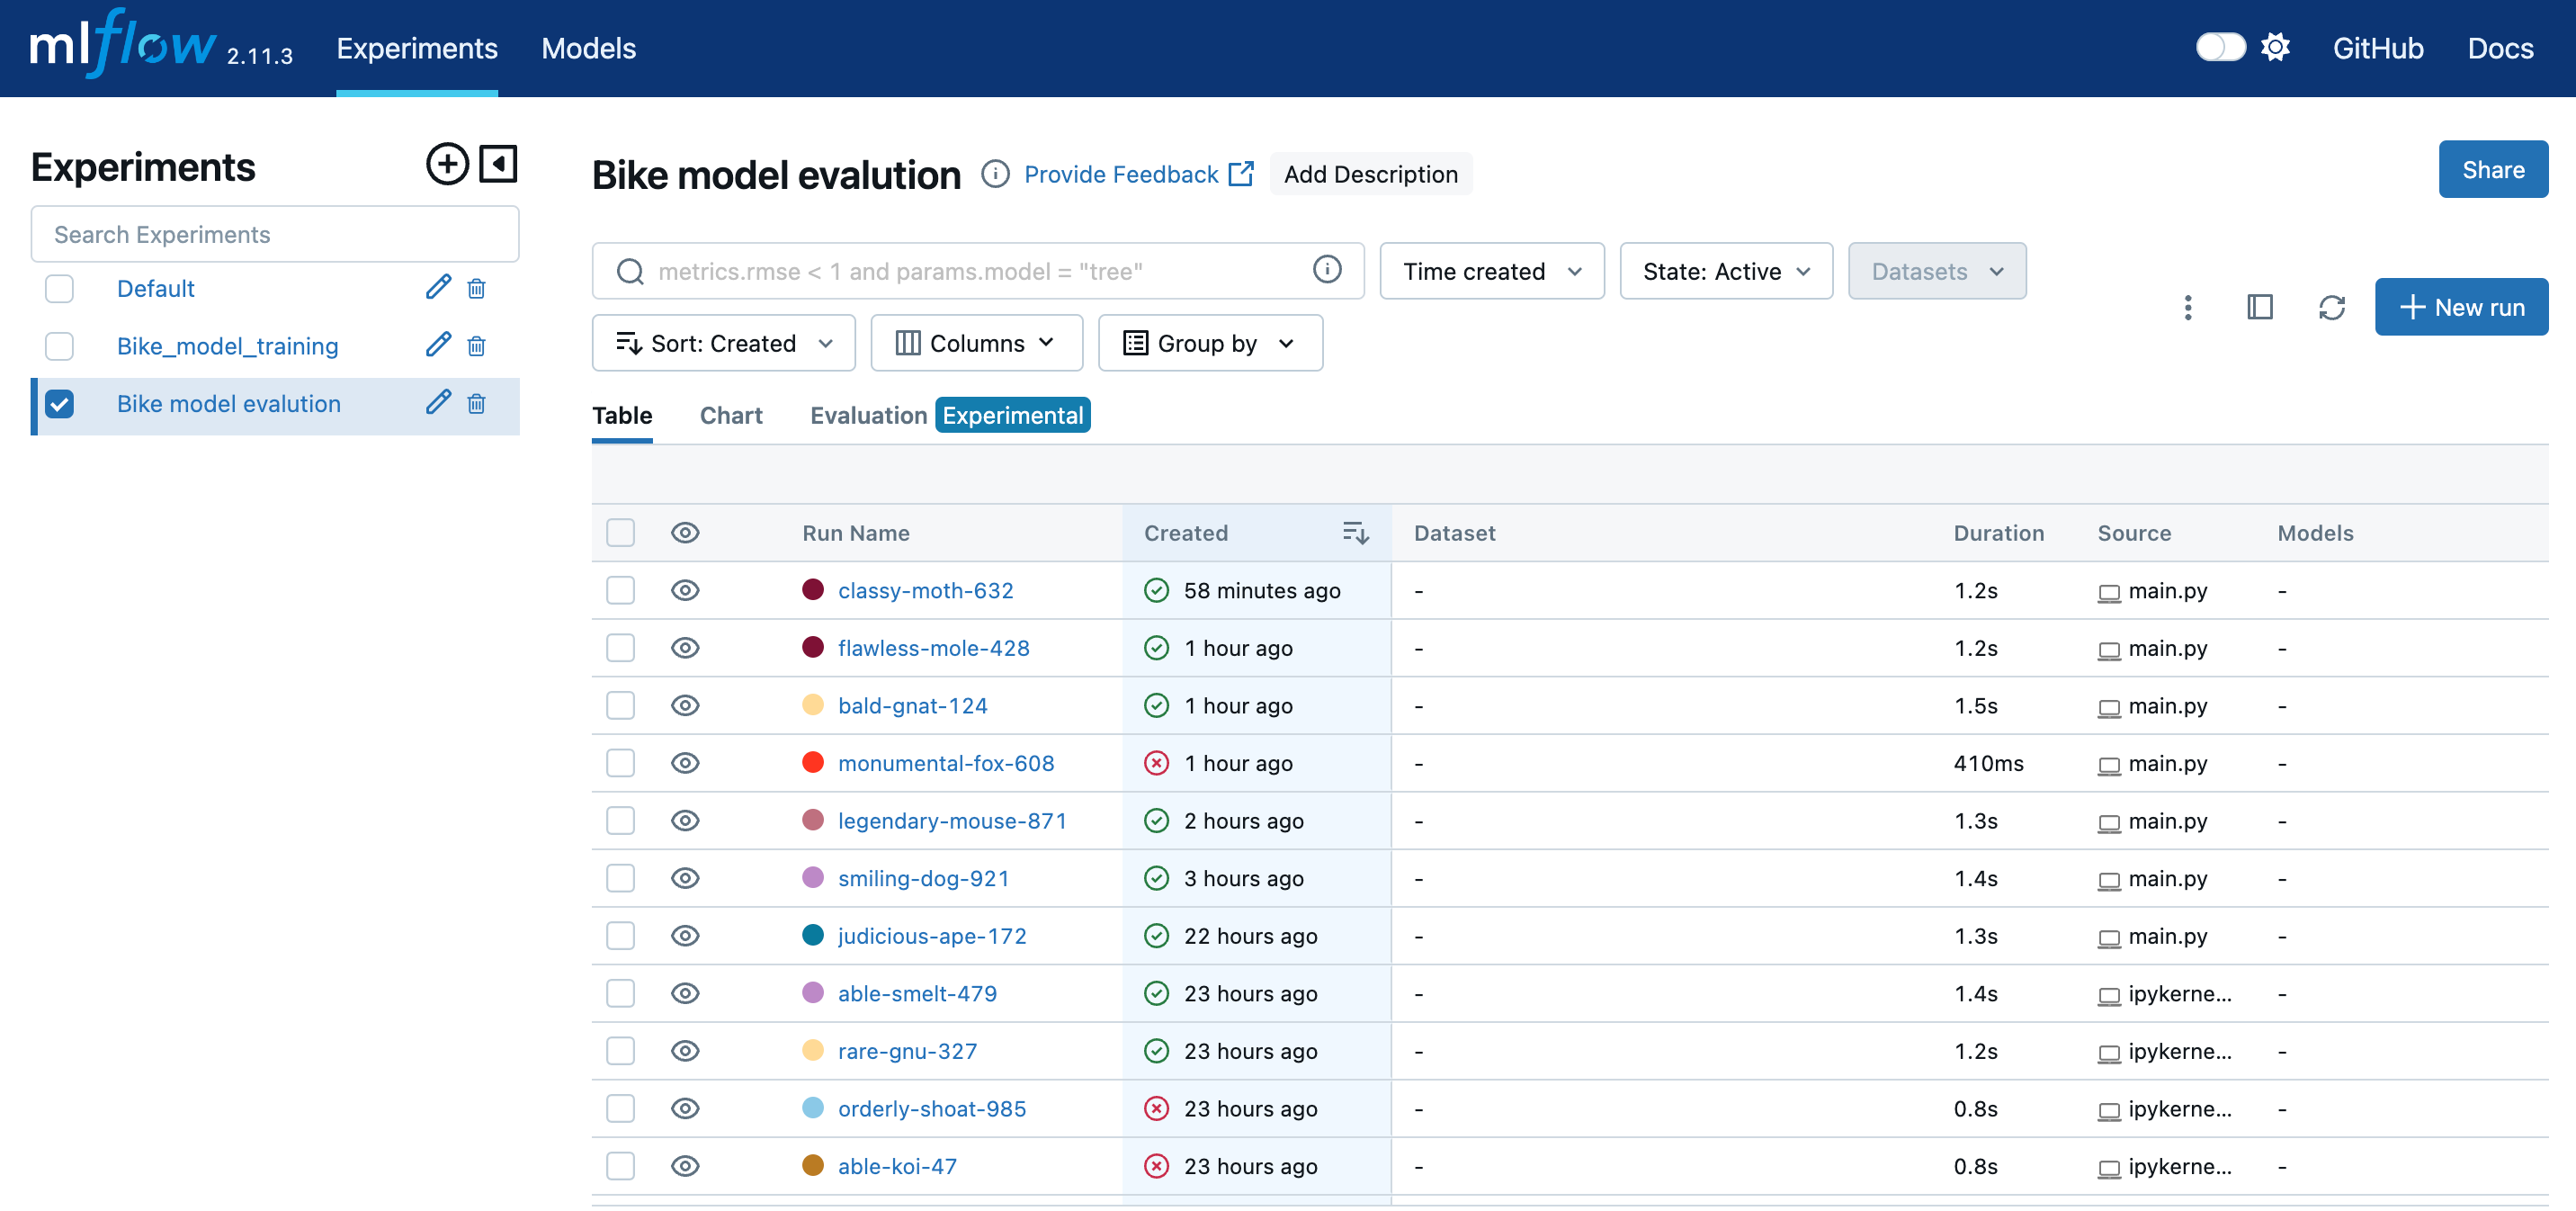 mlflow 2.11.3 Experiments Models GitHub Docs
Experiments
Search Experiments
Default
Bike_model_training
Bike model evalution
Bike model evalution Provide Feedback Add Description Share
metrics.rmse < 1 and params.model = "tree" Time created State: Active Datasets
New run
Sort: Created Columns Group by
Table Chart Evaluation Experimental
Run Name Created Dataset Duration Source Models
classy-moth-632 58 minutes ago - 1.2s main.py -
flawless-mole-428 1 hour ago - 1.2s main.py -
bald-gnat-124 1 hour ago - 1.5s main.py -
monumental-fox-608 1 hour ago - 410ms main.py -
legendary-mouse-871 2 hours ago - 1.3s main.py -
smiling-dog-921 3 hours ago - 1.4s main.py -
judicious-ape-172 22 hours ago - 1.3s main.py -
able-smelt-479 23 hours ago - 1.4s ipykerne... -
rare-gnu-327 23 hours ago - 1.2s ipykerne... -
orderly-shoat-985 23 hours ago - 0.8s ipykerne... -
able-koi-47 23 hours ago - 0.8s ipykerne... -